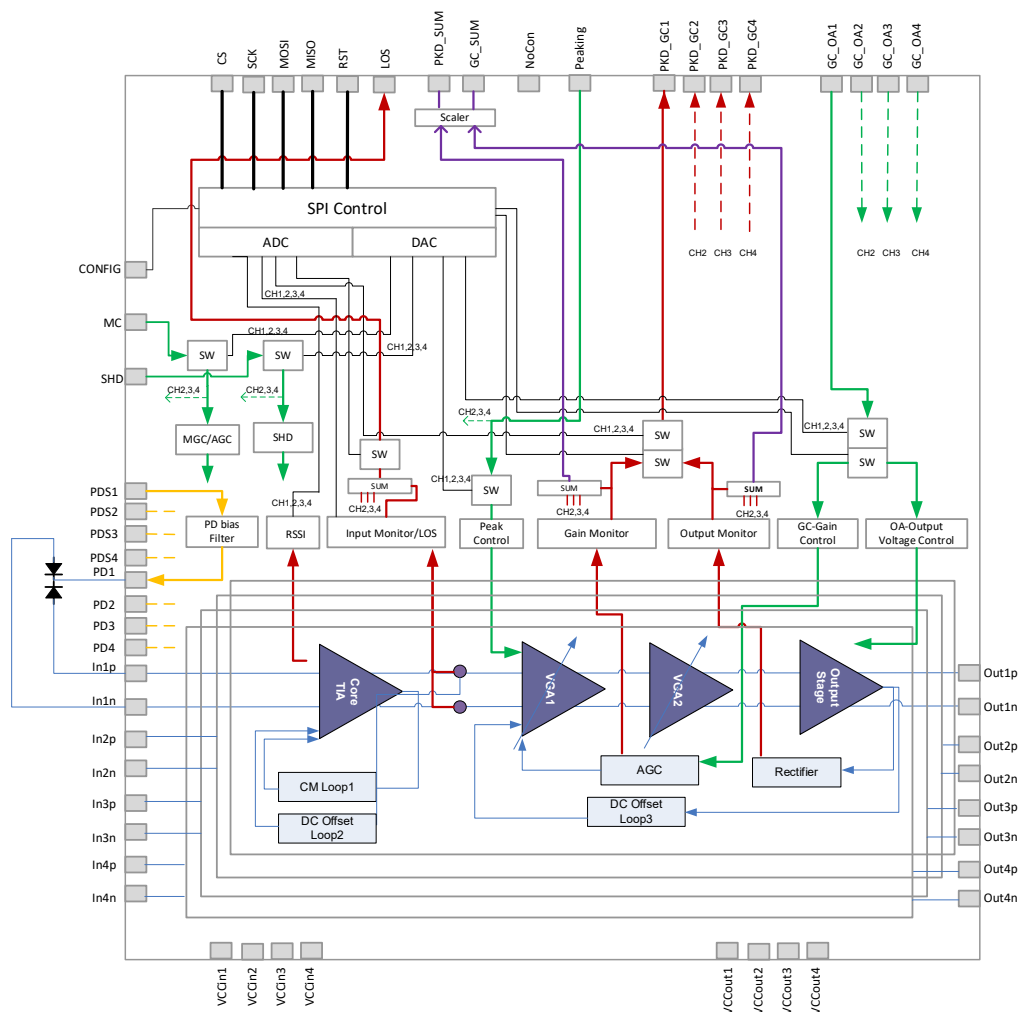 CS
SCK
MOSI
MISO
RST
LOS
PKD_SUM
GC_SUM
NoCon
Peaking
PKD_GC1
PKD_GC2
PKD_GC3
PKD_GC4
GC_OA1
GC_OA2
GC_OA3
GC_OA4
Scaler
SPI Control
ADC
DAC
CH2
CH3
CH4
CH2
CH3
CH4
CONFIG
MC
SHD
CH1,2,3,4
CH1,2,3,4
CH1,2,3,4
SW
SW
CH2,3,4
CH2,3,4
MGC/AGC
SHD
CH2,3,4
CH1,2,3,4
CH1,2,3,4
SW
SW
SW
SW
SW
SW
CH1,2,3,4
CH1,2,3,4
SUM
SUM
SUM
CH2,3,4
CH2,3,4
CH2,3,4
PDS1
PDS2
PDS3
PDS4
PD1
PD2
PD3
PD4
PD bias
Filter
RSSI
Input Monitor/LOS
Peak
Control
Gain Monitor
Output Monitor
GC-Gain
Control
OA-Output
Voltage Control
In1p
In1n
In2p
In2n
In3p
In3n
In4p
In4n
Core
TIA
VGA1
VGA2
Output
Stage
CM Loop1
DC Offset
Loop2
AGC
Rectifier
DC Offset
Loop3
Out1p
Out1n
Out2p
Out2n
Out3p
Out3n
Out4p
Out4n
VCCin1
VCCin2
VCCin3
VCCin4
VCCout1
VCCout2
VCCout3
VCCout4